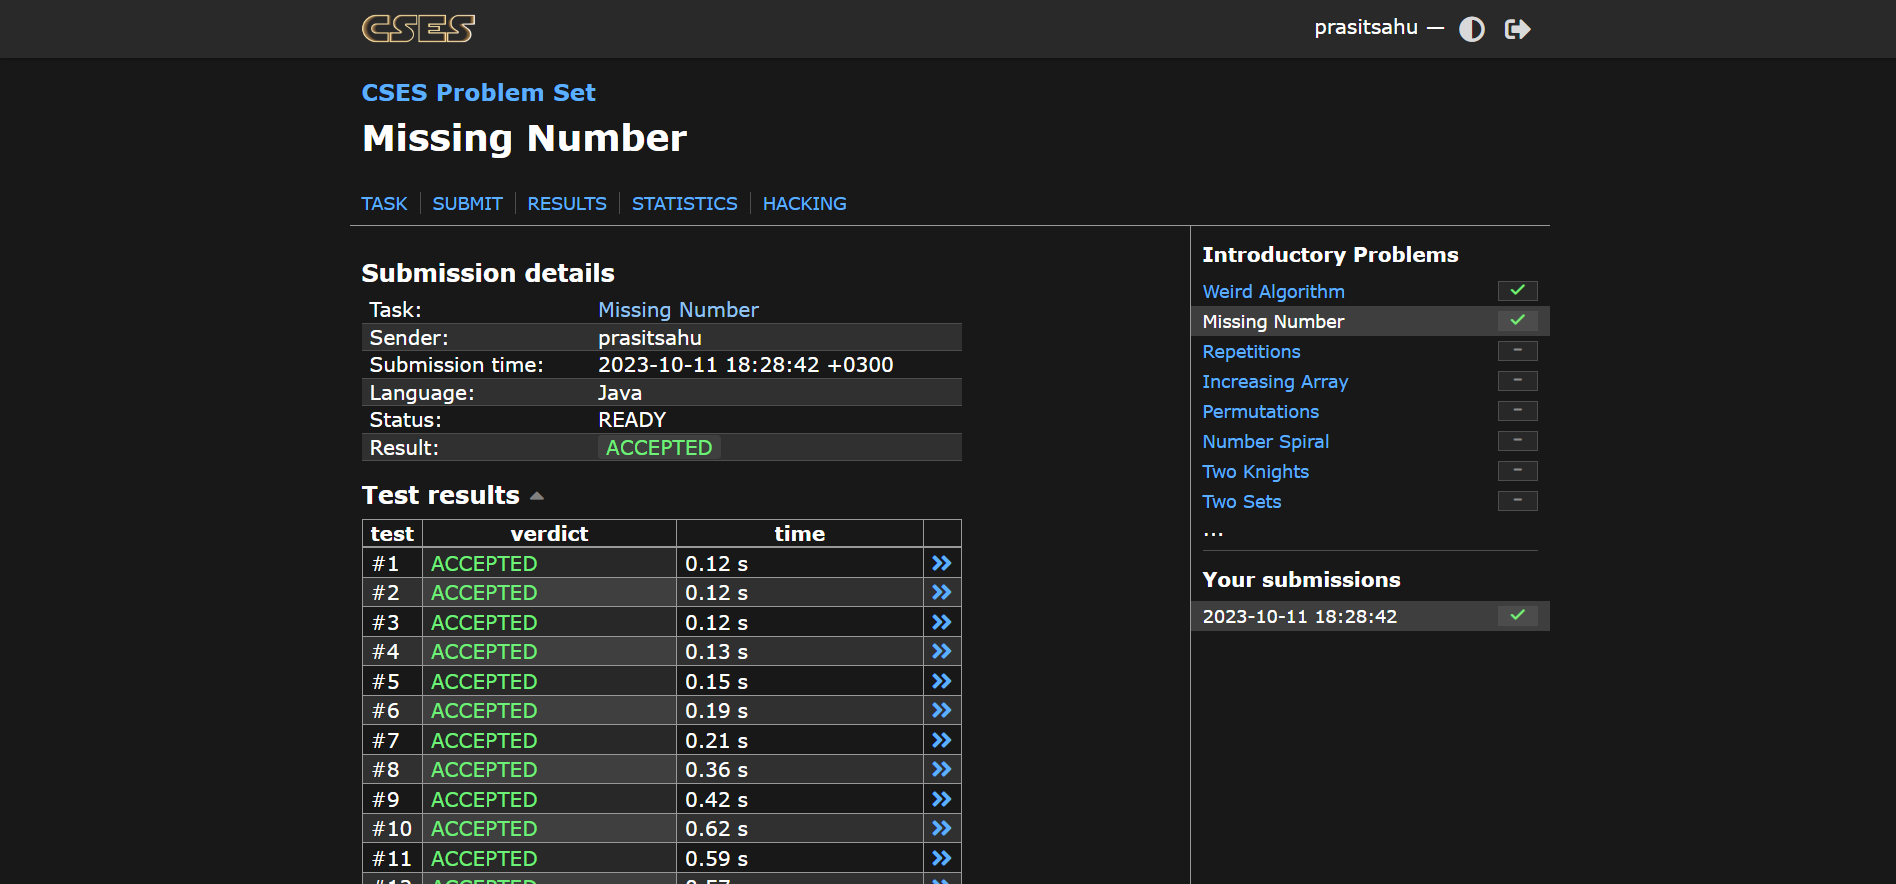 CSES
prasitsahu —
CSES Problem Set
Missing Number
TASK SUBMIT RESULTS STATISTICS HACKING
Submission details
Task: Missing Number
Sender: prasitsahu
Submission time: 2023-10-11 18:28:42 +0300
Language: Java
Status: READY
Result: ACCEPTED
Test results
test verdict time
#1 ACCEPTED 0.12 s
#2 ACCEPTED 0.12 s
#3 ACCEPTED 0.12 s
#4 ACCEPTED 0.13 s
#5 ACCEPTED 0.15 s
#6 ACCEPTED 0.19 s
#7 ACCEPTED 0.21 s
#8 ACCEPTED 0.36 s
#9 ACCEPTED 0.42 s
#10 ACCEPTED 0.62 s
#11 ACCEPTED 0.59 s
Introductory Problems
Weird Algorithm
Missing Number
Repetitions
Increasing Array
Permutations
Number Spiral
Two Knights
Two Sets
...
Your submissions
2023-10-11 18:28:42